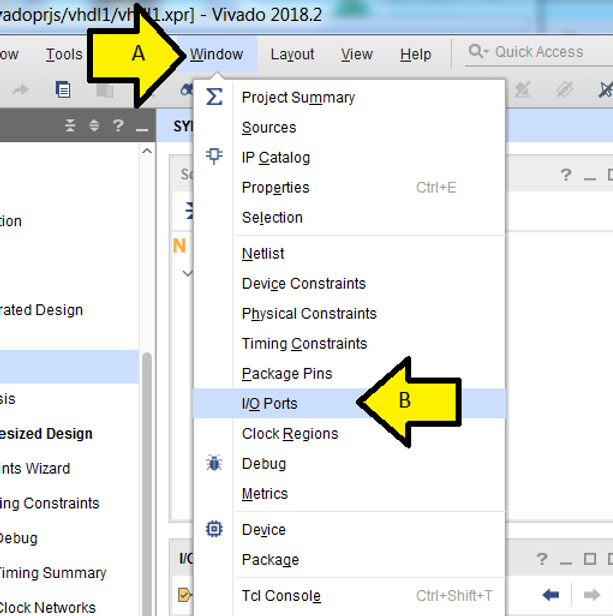 adoprjs/vhdl1/vh l1.xpr] - Vivado 2018.2
ow Tools A Window Layout View Help Quick Access
SY
Project Summary
Sources
IP Catalog
Properties Ctrl+E
Selection
tion
N
Netlist
Device Constraints
rated Design
Physical Constraints
Timing Constraints
Package Pins
sis
I/O Ports B
esized Design
Clock Regions
nts Wizard
Debug
ing Constraints
Metrics
Debug
Device
I/O
Package
Timing Summary
Tcl Console Ctrl+Shift+T
Clock Networks